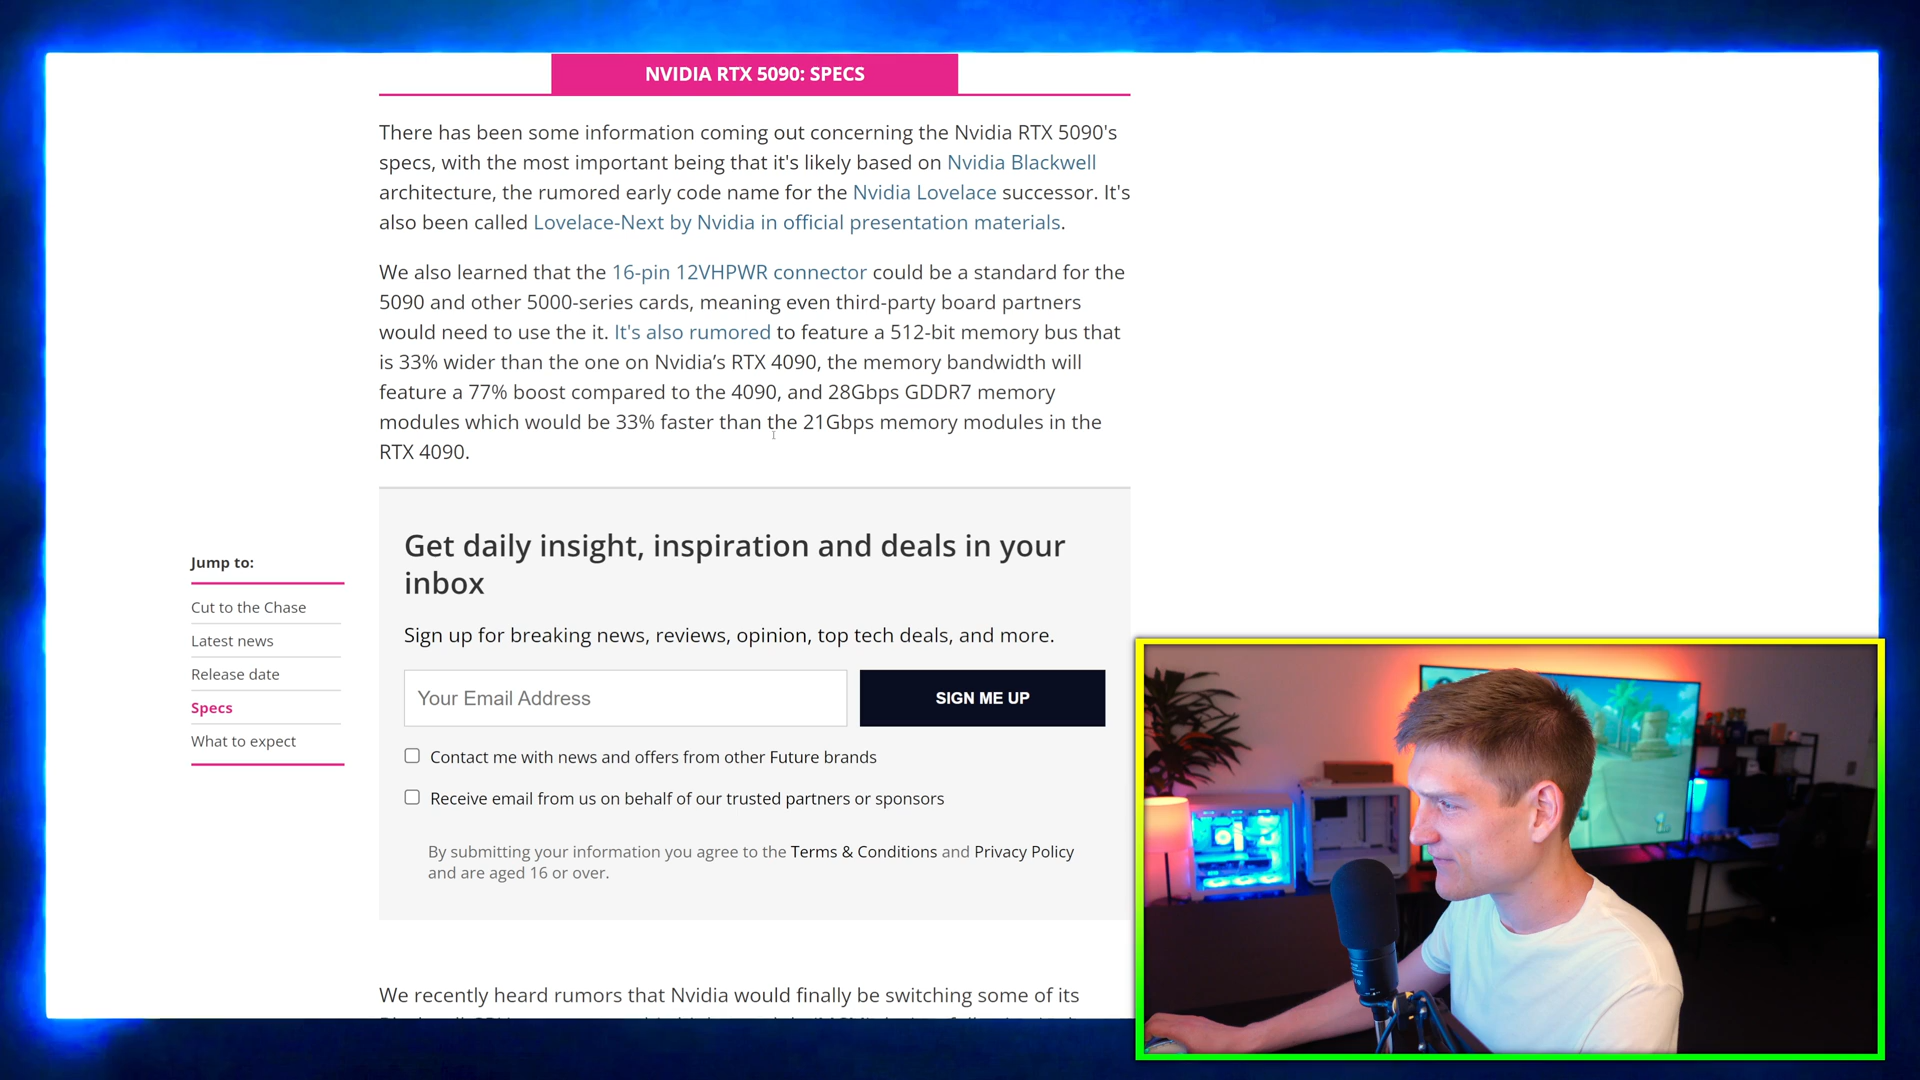 NVIDIA RTX 5090: SPECS
There has been some information coming out concerning the Nvidia RTX 5090's
specs, with the most important being that it's likely based on Nvidia Blackwell
architecture, the rumored early code name for the Nvidia Lovelace successor. It's
also been called Lovelace-Next by Nvidia in official presentation materials.
We also learned that the 16-pin 12VHPWR connector could be a standard for the
5090 and other 5000-series cards, meaning even third-party board partners
would need to use the it. It's also rumored to feature a 512-bit memory bus that
is 33% wider than the one on Nvidia’s RTX 4090, the memory bandwidth will
feature a 77% boost compared to the 4090, and 28Gbps GDDR7 memory
modules which would be 33% faster than the 21Gbps memory modules in the
RTX 4090.
Jump to:
Cut to the Chase
Latest news
Release date
Specs
What to expect
Get daily insight, inspiration and deals in your
inbox
Sign up for breaking news, reviews, opinion, top tech deals, and more.
Your Email Address
SIGN ME UP
Contact me with news and offers from other Future brands
Receive email from us on behalf of our trusted partners or sponsors
By submitting your information you agree to the Terms & Conditions and Privacy Policy
and are aged 16 or over.
We recently heard rumors that Nvidia would finally be switching some of its